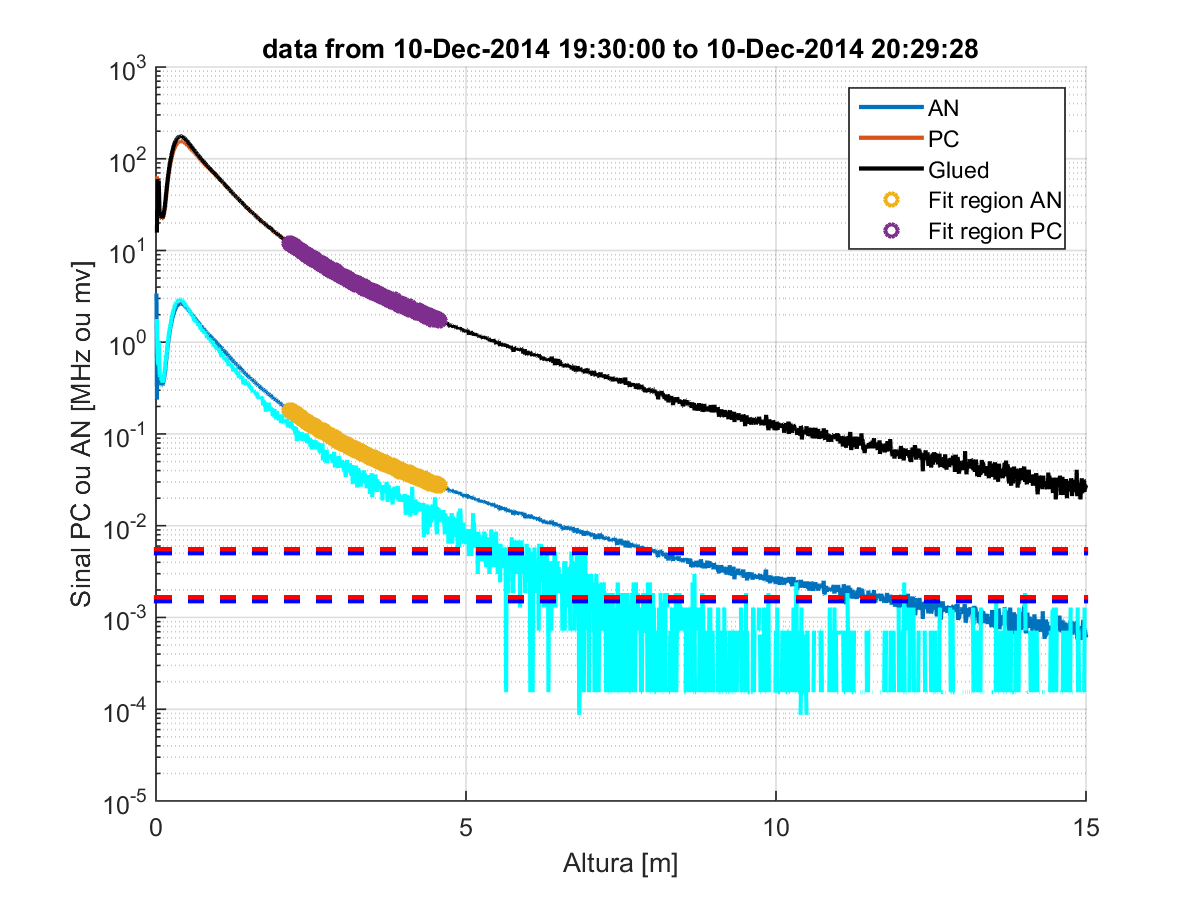 data from 10-Dec-2014 19:30:00 to 10-Dec-2014 20:29:28
Sinal PC ou AN [MHz ou mv]
10^3
10^2
10^1
10^0
10^-1
10^-2
10^-3
10^-4
10^-5
AN
PC
Glued
Fit region AN
Fit region PC
0 5 10 15
Altura [m]